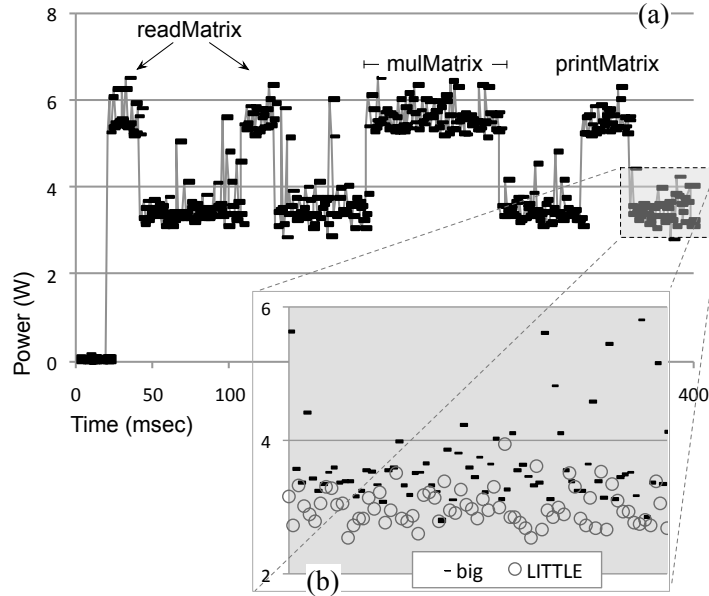 (a)
8
readMatrix
mulMatrix
printMatrix
6
4
2
0
Power (W)
0
50
100
400
Time (msec)
6
4
2
(b)
big
LITTLE